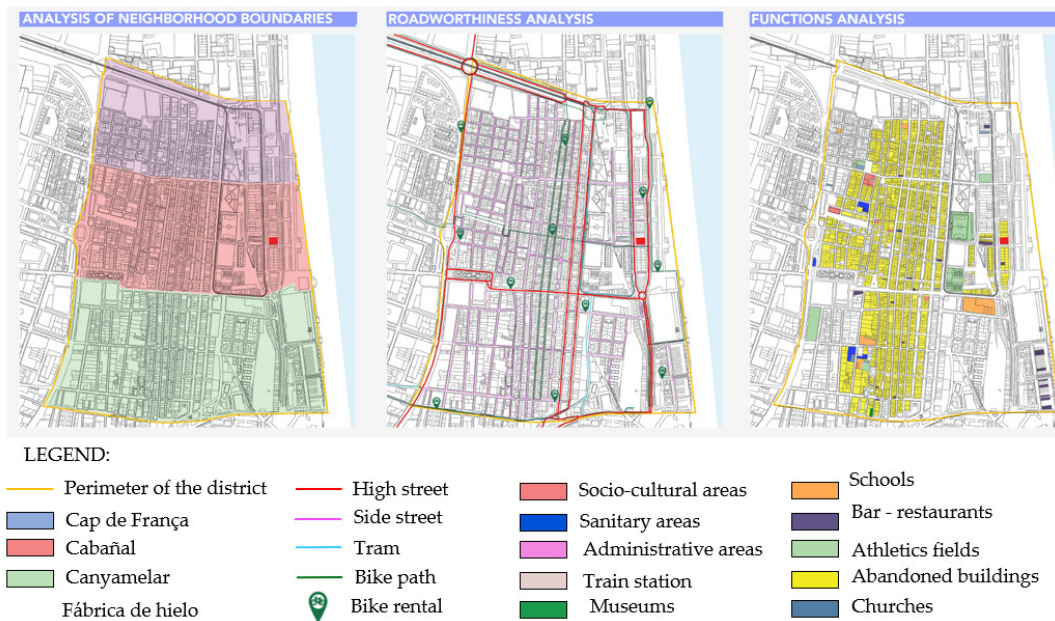 ANALYSIS OF NEIGHBORHOOD BOUNDARIES
ROADWORTHINESS ANALYSIS
FUNCTIONS ANALYSIS
LEGEND:
Perimeter of the district
Cap de França
Cabañal
Canyamelar
Fábrica de hielo
High street
Side street
Tram
Bike path
Bike rental
Socio-cultural areas
Sanitary areas
Administrative areas
Train station
Museums
Schools
Bar - restaurants
Athletics fields
Abandoned buildings
Churches